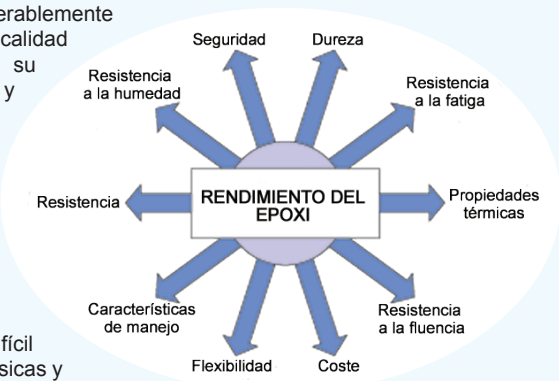 erablemente
calidad
su
y
Seguridad
Dureza
Resistencia
a la humedad
Resistencia
a la fatiga
Resistencia
RENDIMIENTO DEL
EPOXI
Propiedades
térmicas
Características
de manejo
Resistencia
a la fluencia
Flexibilidad
Coste
fícil
sicas y